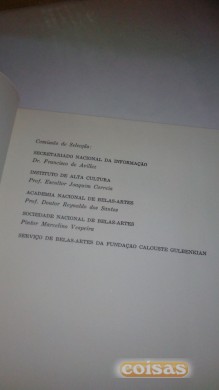 Comissão de Selecção:
SECRETARIADO NACIONAL DA INFORMAÇÃO
Dr. Francisco de Avillez
INSTITUTO DE ALTA CULTURA
Prof. Escultor Joaquim Correia
ACADEMIA NACIONAL DE BELAS-ARTES
Prof. Doutor Reynaldo dos Santos
SOCIEDADE NACIONAL DE BELAS-ARTES
Pintor Marcelino Vespeira
SERVIÇO DE BELAS-ARTES DA FUNDAÇÃO CALOUSTE GULBENKIAN
coisas